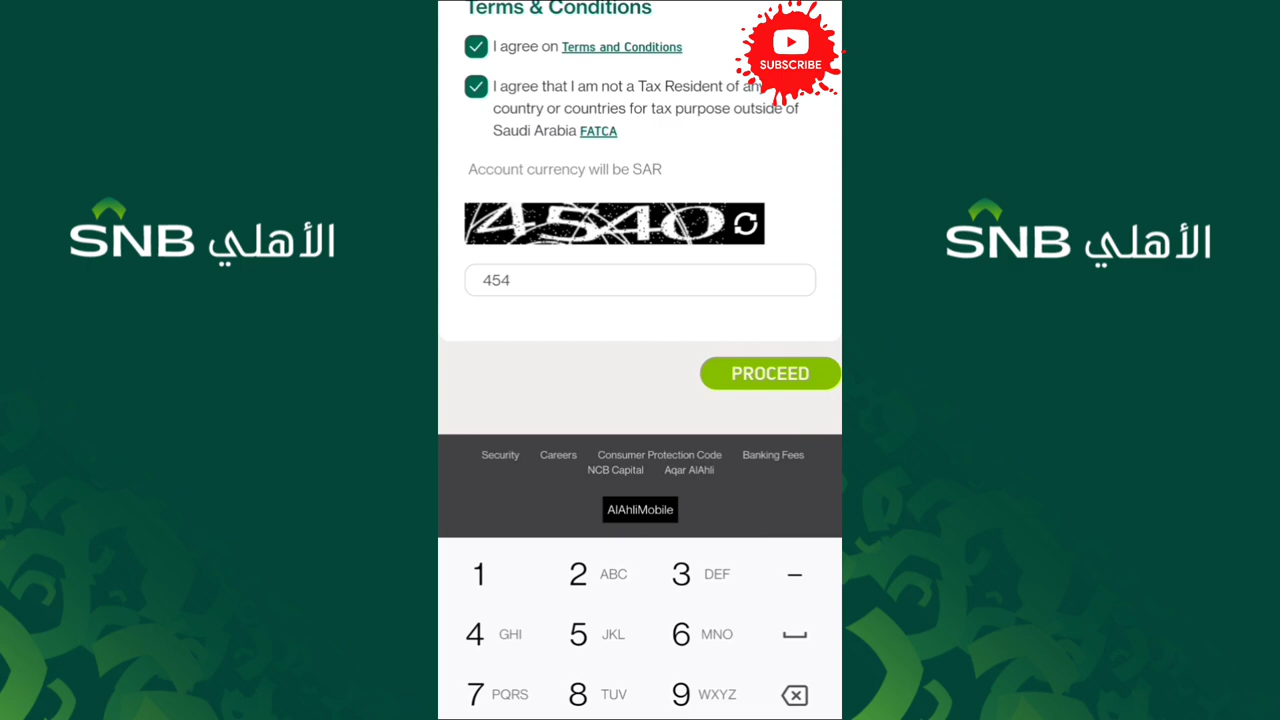 Terms & Conditions
I agree on Terms and Conditions
SUBSCRIBE
I agree that I am not a Tax Resident of any
country or countries for tax purpose outside of
Saudi Arabia FATCA
Account currency will be SAR
SNB الأهلي
4540
SNB الأهلي
454
PROCEED
Security Careers Consumer Protection Code Banking Fees
NCB Capital Aqar AlAhli
AlAhliMobile
1 2 ABC 3 DEF –
4 GHI 5 JKL 6 MNO
7 PQRS 8 TUV 9 WXYZ